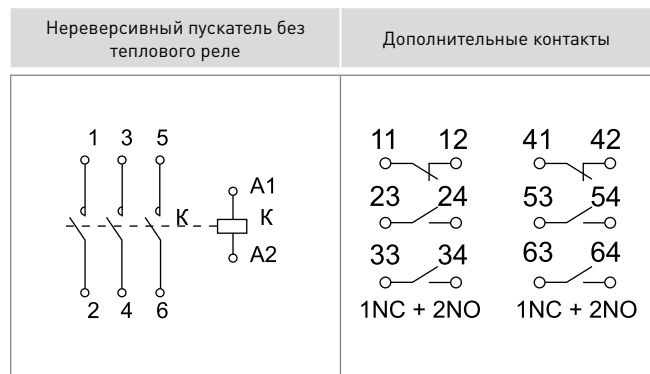 Нереверсивный пускатель без
теплового реле
Дополнительные контакты
1 3 5
A1
К К
A2
2 4 6
11 12 41 42
23 24 53 54
33 34 63 64
1NC + 2NO 1NC + 2NO